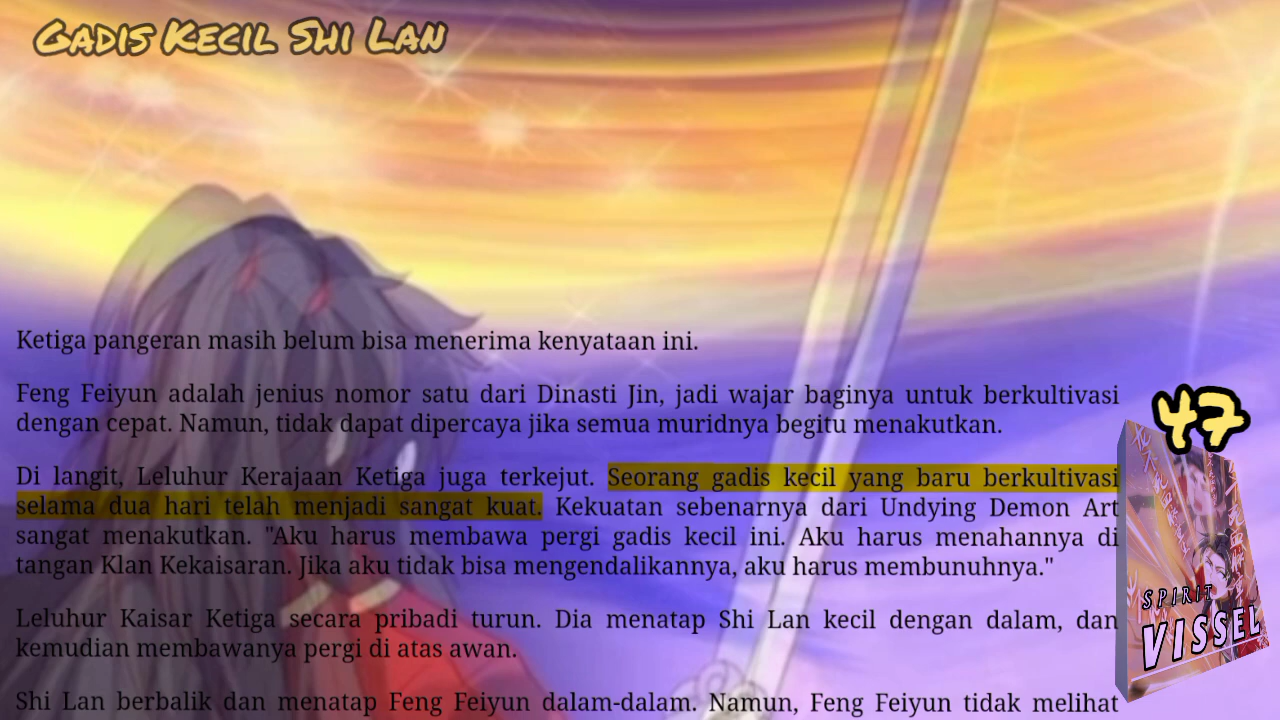 Gadis Kecil Shi Lan
Ketiga pangeran masih belum bisa menerima kenyataan ini.
Feng Feiyun adalah jenius nomor satu dari Dinasti Jin, jadi wajar baginya untuk berkultivasi
dengan cepat. Namun, tidak dapat dipercaya jika semua muridnya begitu menakutkan.
Di langit, Leluhur Kerajaan Ketiga juga terkejut. Seorang gadis kecil yang baru berkultivasi
selama dua hari telah menjadi sangat kuat. Kekuatan sebenarnya dari Undying Demon Art
sangat menakutkan. "Aku harus membawa pergi gadis kecil ini. Aku harus menahannya di
tangan Klan Kekaisaran. Jika aku tidak bisa mengendalikannya, aku harus membunuhnya."
Leluhur Kaisar Ketiga secara pribadi turun. Dia menatap Shi Lan kecil dengan dalam, dan
kemudian membawanya pergi di atas awan.
Shi Lan berbalik dan menatap Feng Feiyun dalam-dalam. Namun, Feng Feiyun tidak melihat
47
SPIRIT
VISSEL